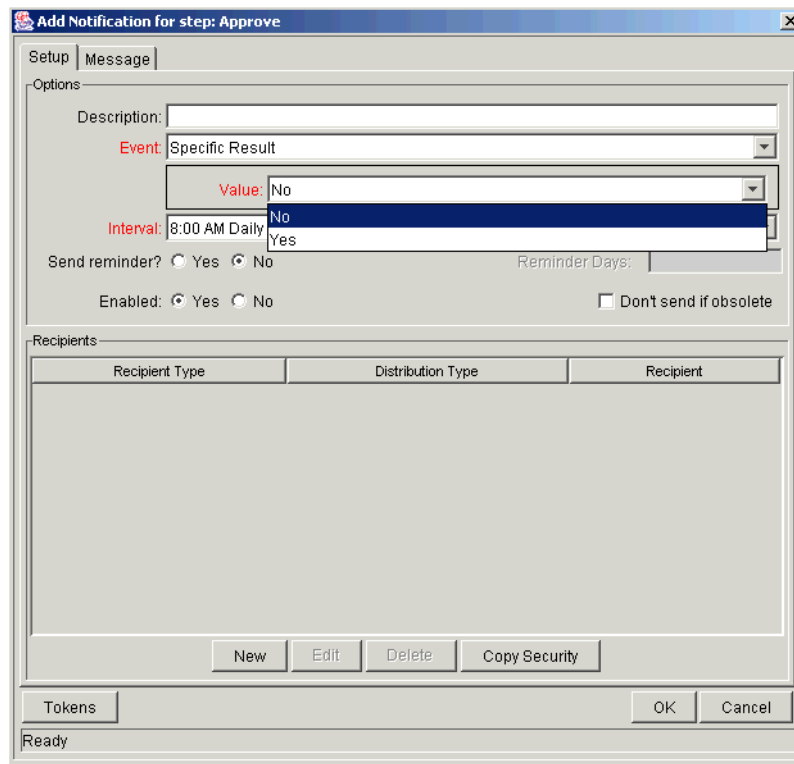 Add Notification for step: Approve
Setup Message
Options
Description:
Event: Specific Result
Value: No
No
Interval: 8:00 AM Daily
Yes
Send reminder? Yes No Reminder Days:
Enabled: Yes No Don't send if obsolete
Recipients
Recipient Type Distribution Type Recipient
New Edit Delete Copy Security
Tokens OK Cancel
Ready